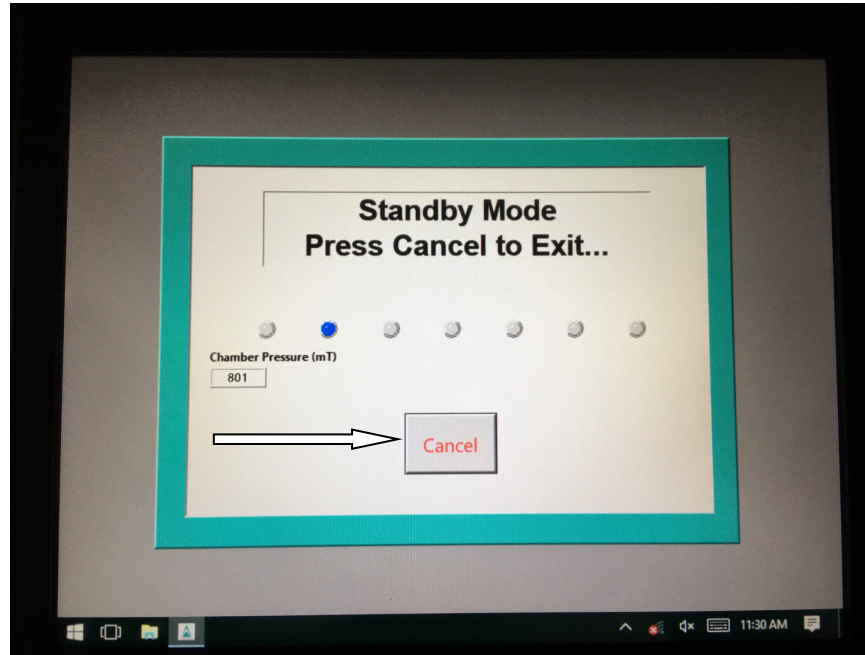 Standby Mode
Press Cancel to Exit...
Chamber Pressure (mT)
801
Cancel
11:30 AM